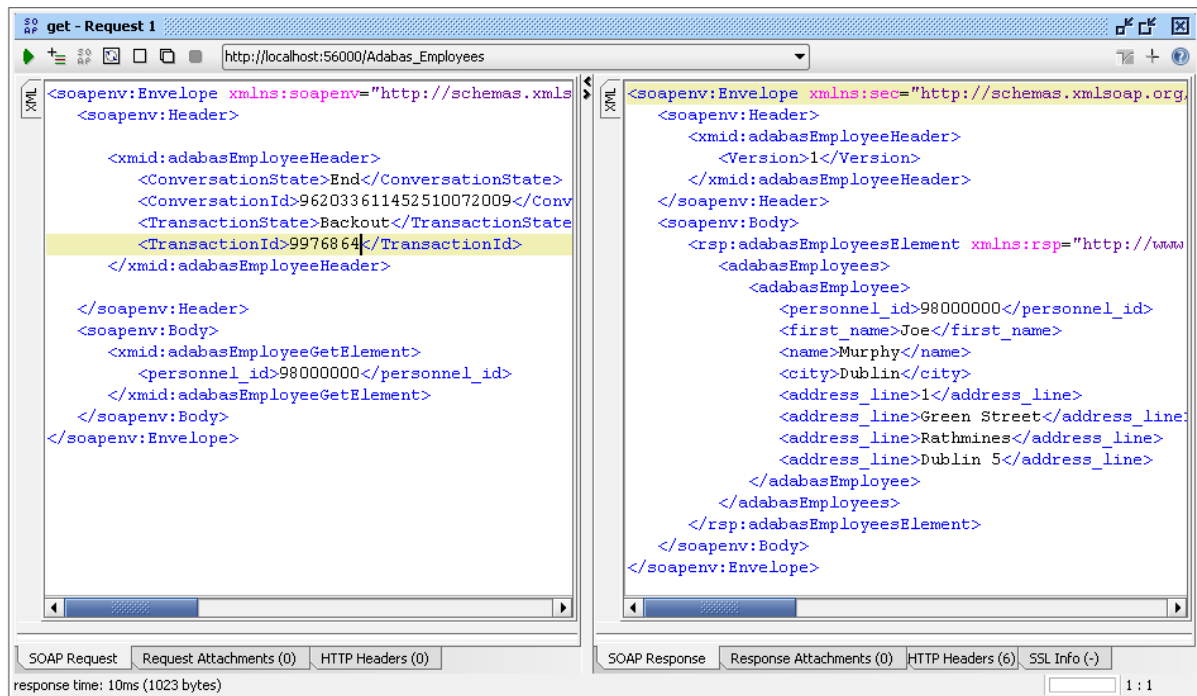 SO AP get - Request 1
SO AP http://localhost:56000/Adabas_Employees
XML
<soapenv:Envelope xmlns:soapenv="http://schemas.xmls
<soapenv:Header>
<xmid:adabasEmployeeHeader>
<ConversationState>End</ConversationState>
<ConversationId>962033611452510072009</Conv
<TransactionState>Backout</TransactionState
<TransactionId>9976864</TransactionId>
</xmid:adabasEmployeeHeader>
</soapenv:Header>
<soapenv:Body>
<xmid:adabasEmployeeGetElement>
<personnel_id>98000000</personnel_id>
</xmid:adabasEmployeeGetElement>
</soapenv:Body>
</soapenv:Envelope>
SOAP Request Request Attachments (0) HTTP Headers (0)
XML
<soapenv:Envelope xmlns:sec="http://schemas.xmlsoap.org/
<soapenv:Header>
<xmid:adabasEmployeeHeader>
<Version>1</Version>
</xmid:adabasEmployeeHeader>
</soapenv:Header>
<soapenv:Body>
<rsp:adabasEmployeesElement xmlns:rsp="http://www
<adabasEmployees>
<adabasEmployee>
<personnel_id>98000000</personnel_id>
<first_name>Joe</first_name>
<name>Murphy</name>
<city>Dublin</city>
<address_line>1</address_line>
<address_line>Green Street</address_line>
<address_line>Rathmines</address_line>
<address_line>Dublin 5</address_line>
</adabasEmployee>
</adabasEmployees>
</rsp:adabasEmployeesElement>
</soapenv:Body>
</soapenv:Envelope>
SOAP Response Response Attachments (0) HTTP Headers (6) SSL Info (-)
response time: 10ms (1023 bytes) 1 : 1